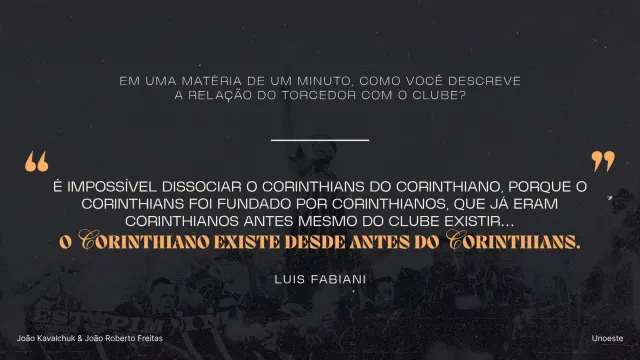 EM UMA MATÉRIA DE UM MINUTO, COMO VOCÊ DESCREVE
A RELAÇÃO DO TORCEDOR COM O CLUBE?
“ ”
É IMPOSSÍVEL DISSOCIAR O CORINTHIANS DO CORINTHIANO, PORQUE O
CORINTHIANS FOI FUNDADO POR CORINTHIANOS, QUE JÁ ERAM
CORINTHIANOS ANTES MESMO DO CLUBE EXISTIR...
O CORINTHIANO EXISTE DESDE ANTES DO CORINTHIANS.
LUIS FABIANI
João Kavalchuk & João Roberto Freitas
Unoeste